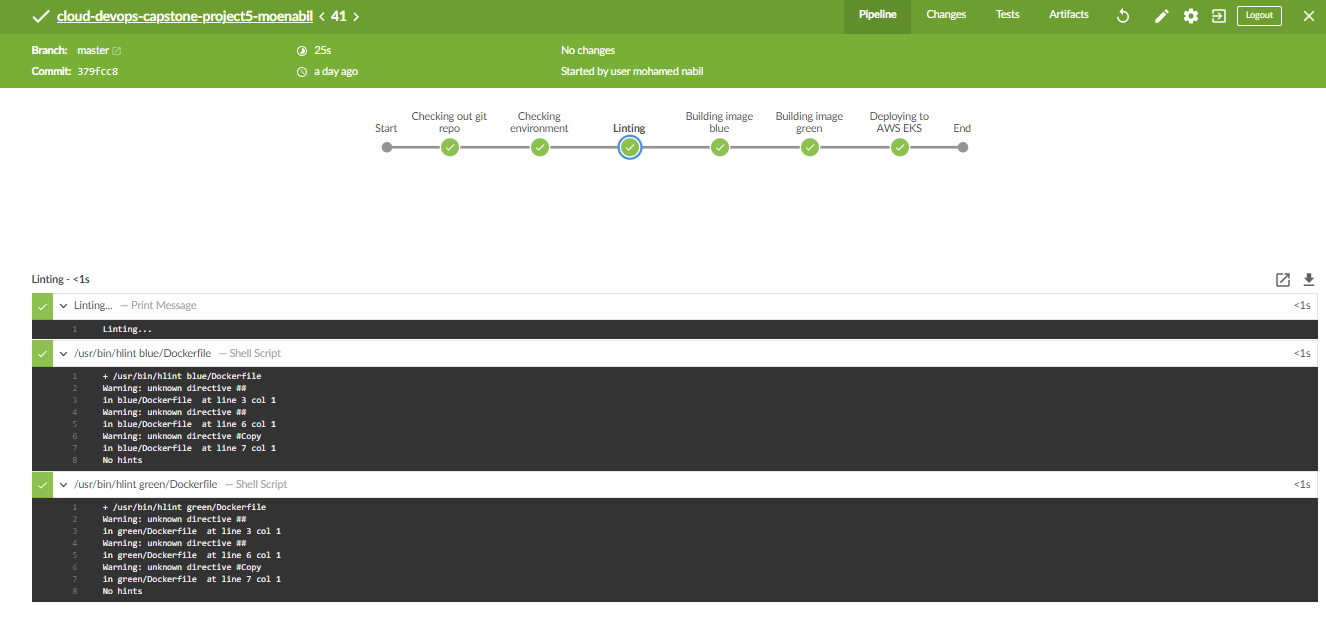 cloud-devops-capstone-project5-moenabil < 41 >
Pipeline Changes Tests Artifacts Logout
Branch: master 25s No changes
Commit: 379fcc8 a day ago Started by user mohamed nabil
Start
Checking out git repo
Checking environment
Linting
Building image blue
Building image green
Deploying to AWS EKS
End
Linting - <1s
Linting... — Print Message <1s
1 Linting...
/usr/bin/hlint blue/Dockerfile — Shell Script <1s
1 + /usr/bin/hlint blue/Dockerfile
2 Warning: unknown directive ##
3 in blue/Dockerfile  at line 3 col 1
4 Warning: unknown directive ##
5 in blue/Dockerfile  at line 6 col 1
6 Warning: unknown directive #Copy
7 in blue/Dockerfile  at line 7 col 1
8 No hints
/usr/bin/hlint green/Dockerfile — Shell Script <1s
1 + /usr/bin/hlint green/Dockerfile
2 Warning: unknown directive ##
3 in green/Dockerfile  at line 3 col 1
4 Warning: unknown directive ##
5 in green/Dockerfile  at line 6 col 1
6 Warning: unknown directive #Copy
7 in green/Dockerfile  at line 7 col 1
8 No hints